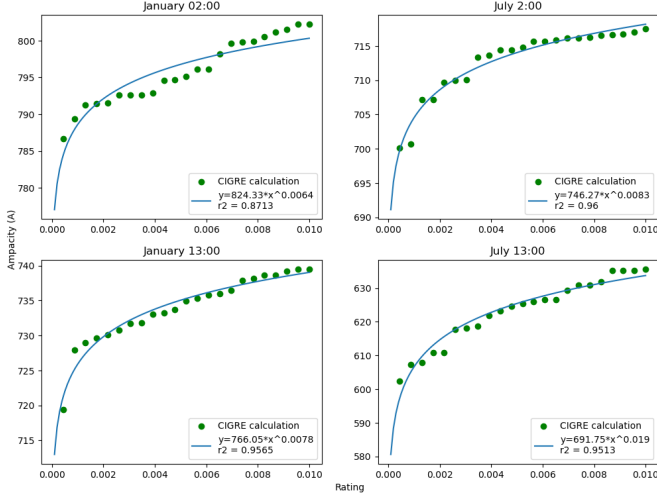 January 02:00
800
795
790
785
780
CIGRE calculation
y=824.33*x^0.0064
r2 = 0.8713
0.000 0.002 0.004 0.006 0.008 0.010
July 2:00
715
710
705
700
695
690
CIGRE calculation
y=746.27*x^0.0083
r2 = 0.96
0.000 0.002 0.004 0.006 0.008 0.010
Ampacity (A)
January 13:00
740
735
730
725
720
715
CIGRE calculation
y=766.05*x^0.0078
r2 = 0.9565
0.000 0.002 0.004 0.006 0.008 0.010
July 13:00
630
620
610
600
590
580
CIGRE calculation
y=691.75*x^0.019
r2 = 0.9513
0.000 0.002 0.004 0.006 0.008 0.010
Rating